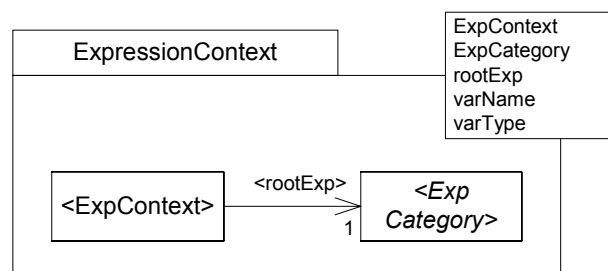 ExpressionContext
ExpContext
ExpCategory
rootExp
varName
varType
<ExpContext>
<rootExp>
1
<Exp
Category>